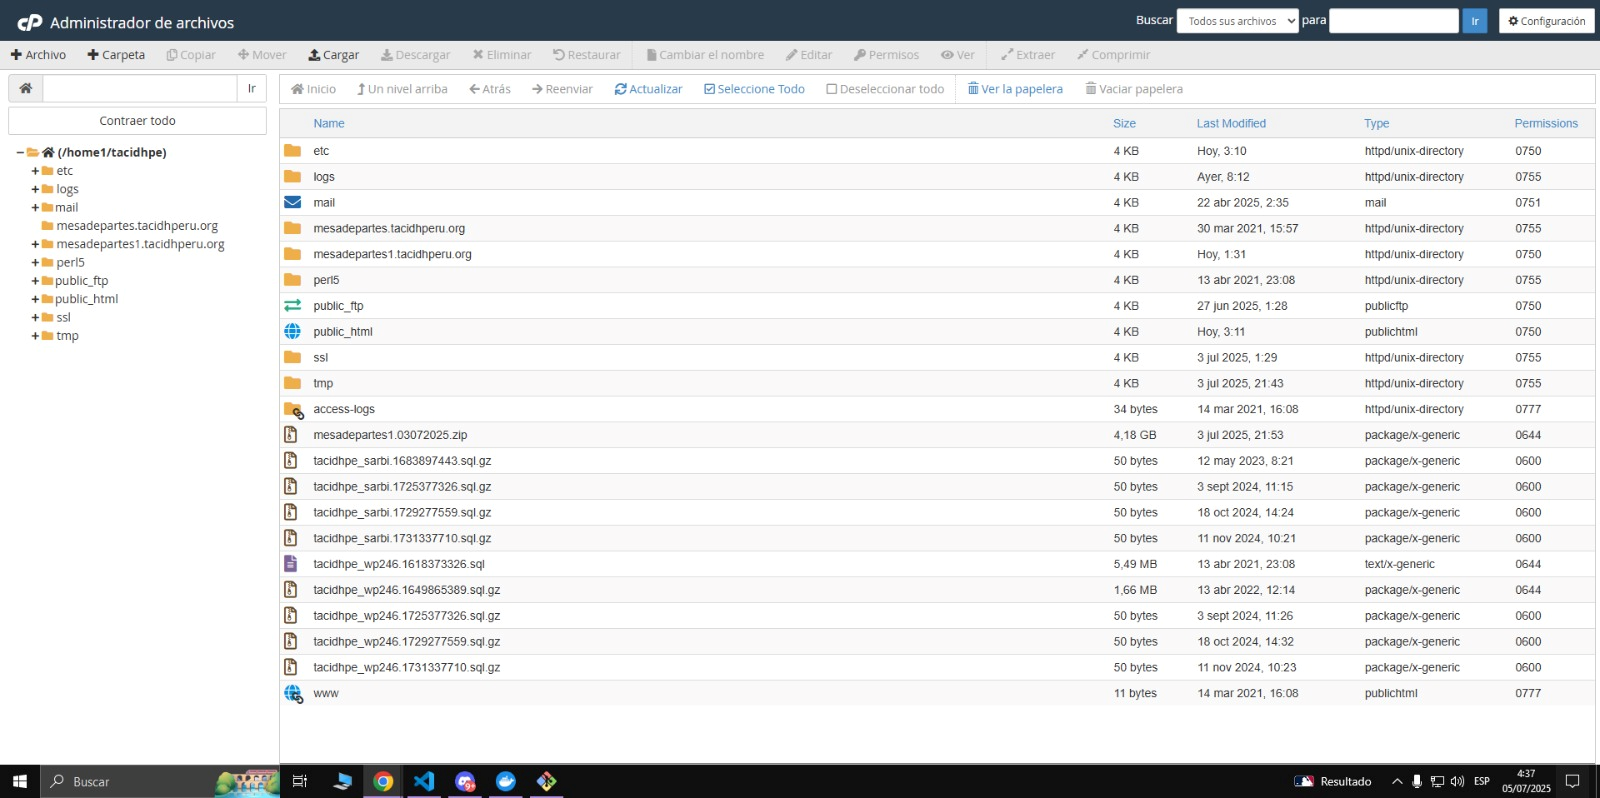 cP Administrador de archivos
Buscar Todos sus archivos para Ir Configuración
Archivo Carpeta Copiar Mover Cargar Descargar Eliminar Restaurar Cambiar el nombre Editar Permisos Ver Extraer Comprimir
Ir
Inicio Un nivel arriba Atrás Reenviar Actualizar Seleccione Todo Deseleccionar todo Ver la papelera Vaciar papelera
Contraer todo
(/home1/tacidhpe)
etc
logs
mail
mesadepartes.tacidhperu.org
mesadepartes1.tacidhperu.org
perl5
public_ftp
public_html
ssl
tmp
Name Size Last Modified Type Permissions
etc 4 KB Hoy, 3:10 httpd/unix-directory 0750
logs 4 KB Ayer, 8:12 httpd/unix-directory 0755
mail 4 KB 22 abr 2025, 2:35 mail 0751
mesadepartes.tacidhperu.org 4 KB 30 mar 2021, 15:57 httpd/unix-directory 0755
mesadepartes1.tacidhperu.org 4 KB Hoy, 1:31 httpd/unix-directory 0750
perl5 4 KB 13 abr 2021, 23:08 httpd/unix-directory 0755
public_ftp 4 KB 27 jun 2025, 1:28 publicftp 0750
public_html 4 KB Hoy, 3:11 publichtml 0750
ssl 4 KB 3 jul 2025, 1:29 httpd/unix-directory 0755
tmp 4 KB 3 jul 2025, 21:43 httpd/unix-directory 0755
access-logs 34 bytes 14 mar 2021, 16:08 httpd/unix-directory 0777
mesadepartes1.03072025.zip 4,18 GB 3 jul 2025, 21:53 package/x-generic 0644
tacidhpe_sarbi.1683897443.sql.gz 50 bytes 12 may 2023, 8:21 package/x-generic 0600
tacidhpe_sarbi.1725377326.sql.gz 50 bytes 3 sept 2024, 11:15 package/x-generic 0600
tacidhpe_sarbi.1729277559.sql.gz 50 bytes 18 oct 2024, 14:24 package/x-generic 0600
tacidhpe_sarbi.1731337710.sql.gz 50 bytes 11 nov 2024, 10:21 package/x-generic 0600
tacidhpe_wp246.1618373326.sql 5,49 MB 13 abr 2021, 23:08 text/x-generic 0644
tacidhpe_wp246.1649865389.sql.gz 1,66 MB 13 abr 2022, 12:14 package/x-generic 0644
tacidhpe_wp246.1725377326.sql.gz 50 bytes 3 sept 2024, 11:26 package/x-generic 0600
tacidhpe_wp246.1729277559.sql.gz 50 bytes 18 oct 2024, 14:32 package/x-generic 0600
tacidhpe_wp246.1731337710.sql.gz 50 bytes 11 nov 2024, 10:23 package/x-generic 0600
www 11 bytes 14 mar 2021, 16:08 publichtml 0777
Buscar 9+ Resultado ESP 4:37
05/07/2025